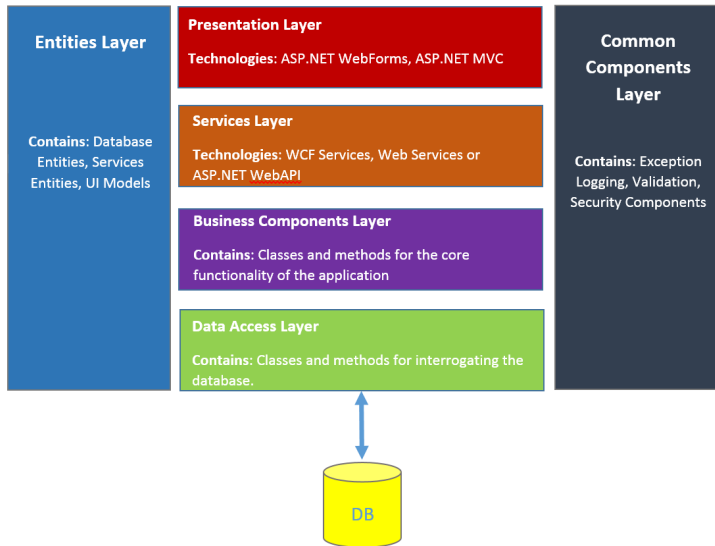 Entities Layer
Contains: Database
Entities, Services
Entities, UI Models
Presentation Layer
Technologies: ASP.NET WebForms, ASP.NET MVC
Services Layer
Technologies: WCF Services, Web Services or
ASP.NET WebAPI
Business Components Layer
Contains: Classes and methods for the core
functionality of the application
Data Access Layer
Contains: Classes and methods for interrogating the
database.
Common
Components
Layer
Contains: Exception
Logging, Validation,
Security Components
DB